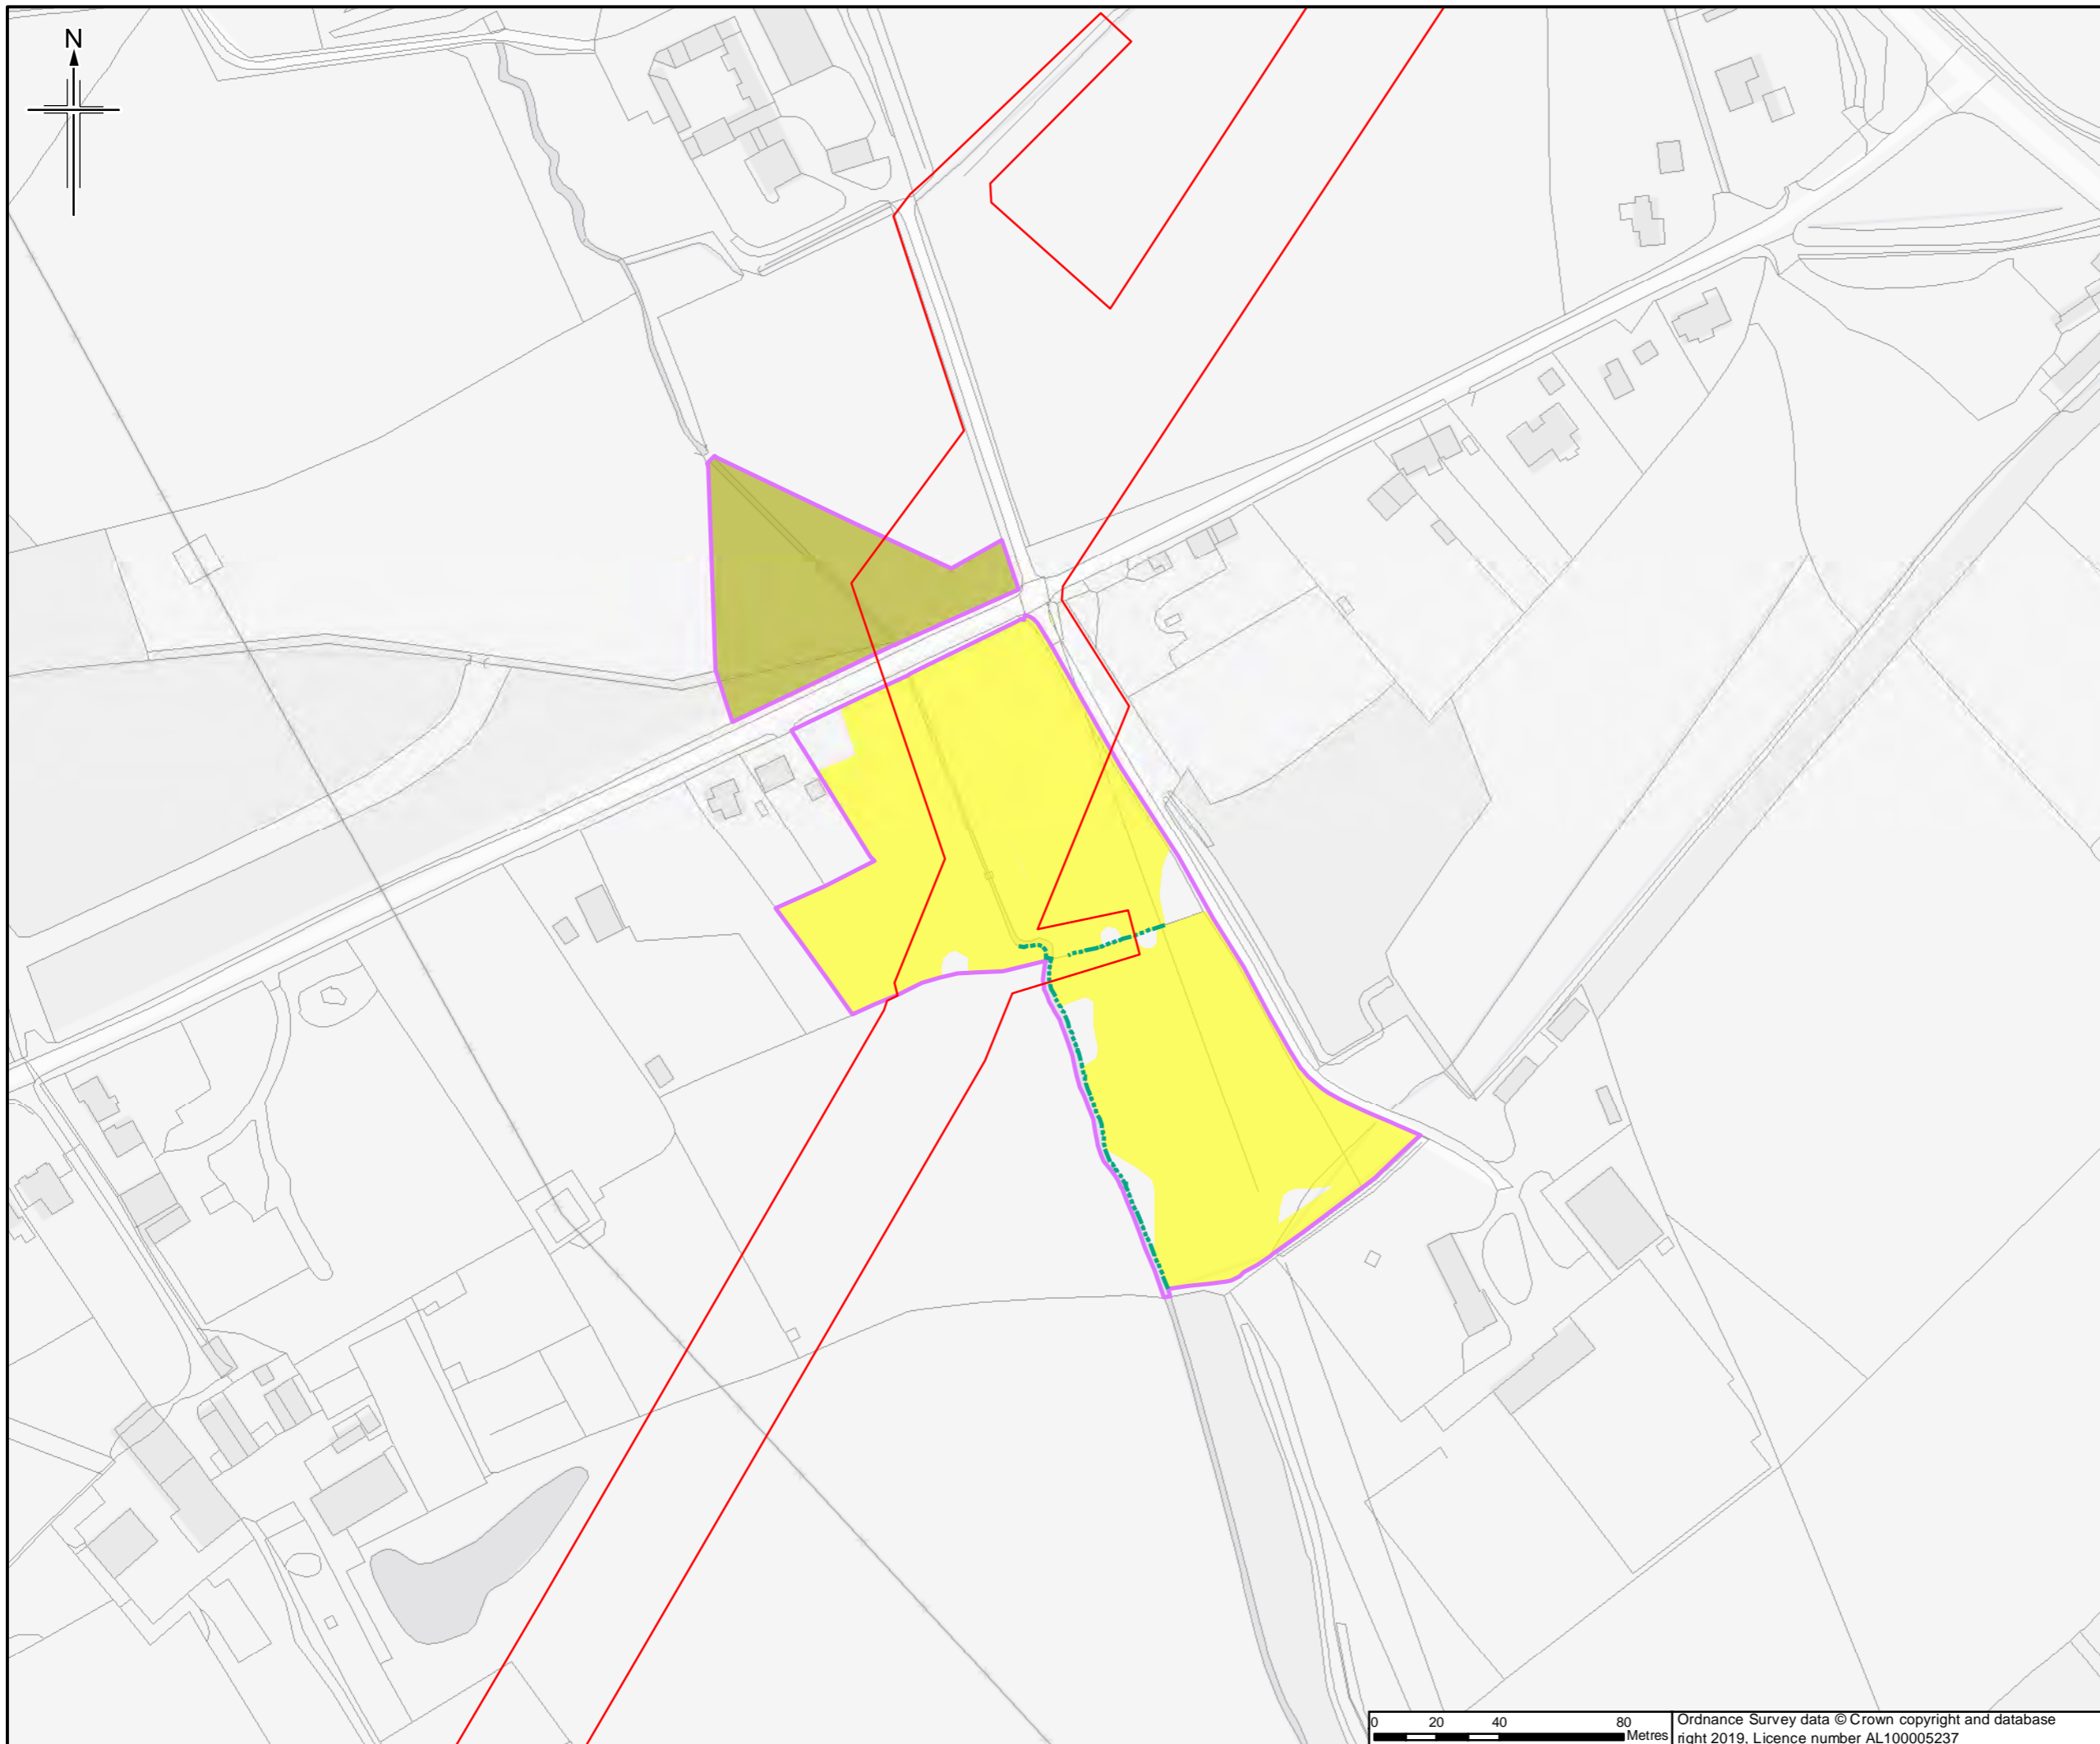 N
0 20 40 80
Metres
Ordnance Survey data © Crown copyright and database
right 2019. Licence number AL100005237